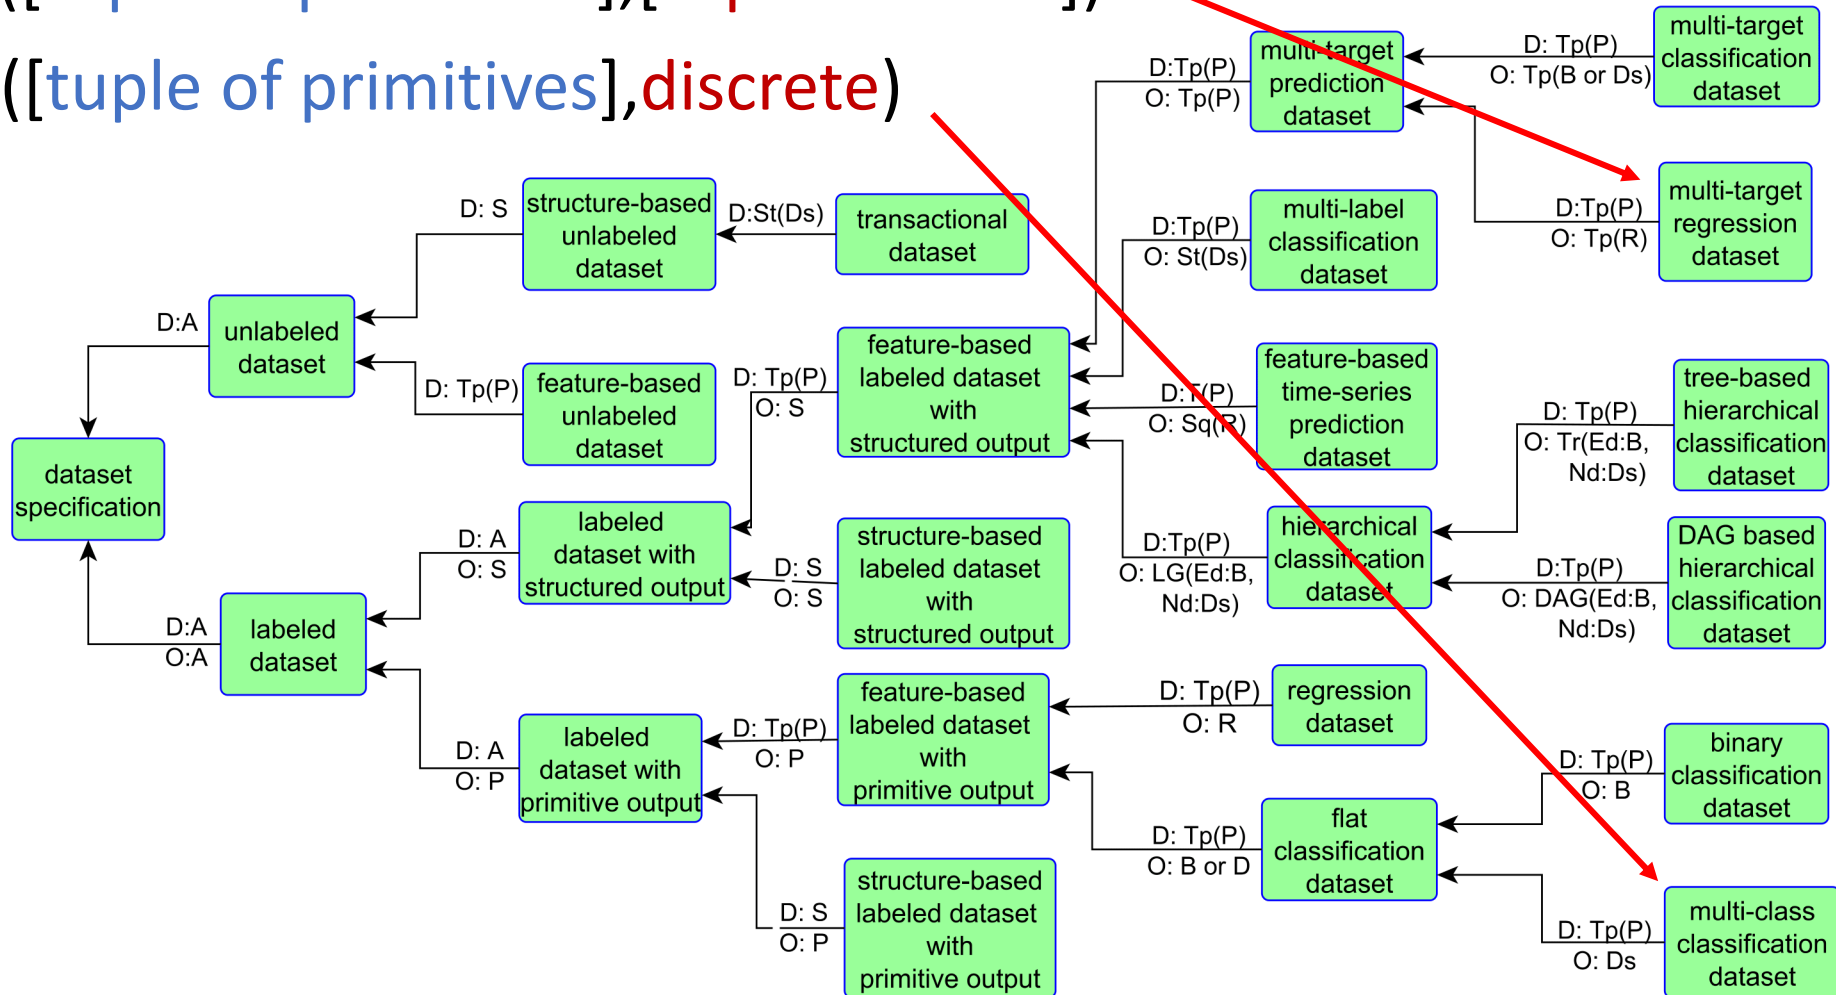 ([tuple of primitives],discrete)
multi-target
prediction
dataset
D:Tp(P)
O: Tp(P)
D: Tp(P)
O: Tp(B or Ds)
multi-target
classification
dataset
D:Tp(P)
O: Tp(R)
multi-target
regression
dataset
D: S
structure-based
unlabeled
dataset
D:St(Ds)
transactional
dataset
D:Tp(P)
O: St(Ds)
multi-label
classification
dataset
D:A
unlabeled
dataset
D: Tp(P)
feature-based
unlabeled
dataset
D: Tp(P)
O: S
feature-based
labeled dataset
with
structured output
O: Sq(R)
feature-based
time-series
prediction
dataset
D: Tp(P)
O: Tr(Ed:B,
Nd:Ds)
tree-based
hierarchical
classification
dataset
dataset
specification
D: A
O: S
labeled
dataset with
structured output
D: S
O: S
structure-based
labeled dataset
with
structured output
D:Tp(P)
O: LG(Ed:B,
Nd:Ds)
hierarchical
classification
dataset
D:Tp(P)
O: DAG(Ed:B,
Nd:Ds)
DAG based
hierarchical
classification
dataset
D:A
O:A
labeled
dataset
D: A
O: P
labeled
dataset with
primitive output
D: Tp(P)
O: P
feature-based
labeled dataset
with
primitive output
D: Tp(P)
O: R
regression
dataset
D: Tp(P)
O: B or D
flat
classification
dataset
D: Tp(P)
O: B
binary
classification
dataset
D: S
O: P
structure-based
labeled dataset
with
primitive output
D: Tp(P)
O: Ds
multi-class
classification
dataset